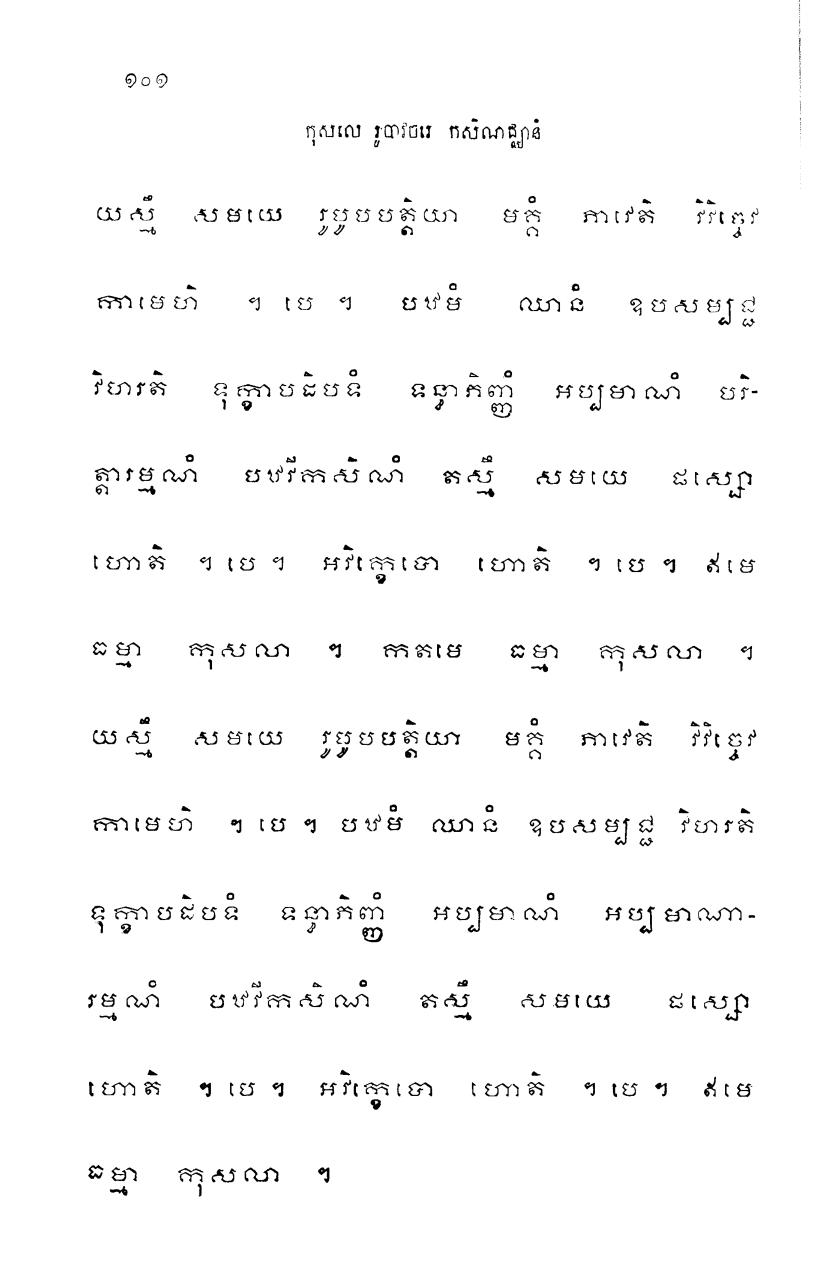 ១០១
កុសលេ រូបាវចរេ កសិណជ្ឈានំ
យស្មឹ សមយេ រូបូបបត្តិយា មគ្គំ ភាវេតិ វិវិច្ចេវ
កាមេហិ ។ បេ ។ បឋមំ ឈានំ ឧបសម្បជ្ជ
វិហរតិ ទុក្ខាបដិបទំ ទន្ធាភិញ្ញំ អប្បមាណំ បរិ-
ត្តារម្មណំ បឋវីកសិណំ តស្មឹ សមយេ ផស្សោ
ហោតិ ។ បេ ។ អវិក្ខេបោ ហោតិ ។ បេ ។ ឥមេ
ធម្មា កុសលា ។ កតមេ ធម្មា កុសលា ។
យស្មឹ សមយេ រូបូបបត្តិយា មគ្គំ ភាវេតិ វិវិច្ចេវ
កាមេហិ ។ បេ ។ បឋមំ ឈានំ ឧបសម្បជ្ជ វិហរតិ
ទុក្ខាបដិបទំ ទន្ធាភិញ្ញំ អប្បមាណំ អប្បមាណា-
រម្មណំ បឋវីកសិណំ តស្មឹ សមយេ ផស្សោ
ហោតិ ។ បេ ។ អវិក្ខេបោ ហោតិ ។ បេ ។ ឥមេ
ធម្មា កុសលា ។